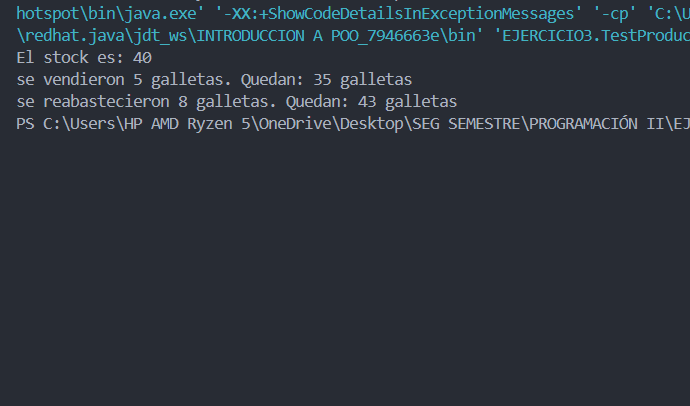 hotspot\bin\java.exe' '-XX:+ShowCodeDetailsInExceptionMessages' '-cp' 'C:\U
\redhat.java\jdt_ws\INTRODUCCION A POO_7946663e\bin' 'EJERCICIO3.TestProduc
El stock es: 40
se vendieron 5 galletas. Quedan: 35 galletas
se reabastecieron 8 galletas. Quedan: 43 galletas
PS C:\Users\HP AMD Ryzen 5\OneDrive\Desktop\SEG SEMESTRE\PROGRAMACIÓN II\EJ